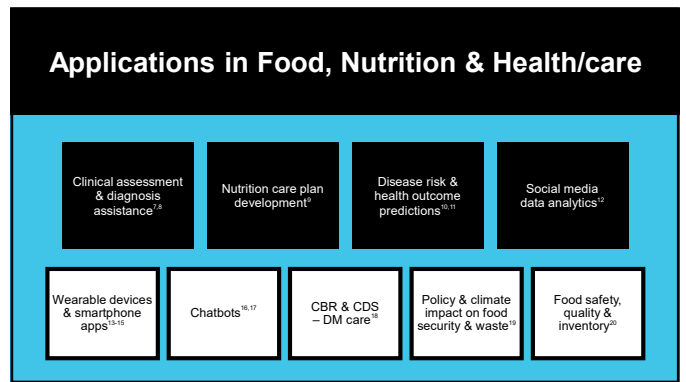 Applications in Food, Nutrition & Health/care
Clinical assessment
& diagnosis
assistance7,8
Nutrition care plan
development9
Disease risk &
health outcome
predictions10,11
Social media
data analytics12
Wearable devices
& smartphone
apps13-15
Chatbots16,17
CBR & CDS
– DM care18
Policy & climate
impact on food
security & waste19
Food safety,
quality &
inventory20